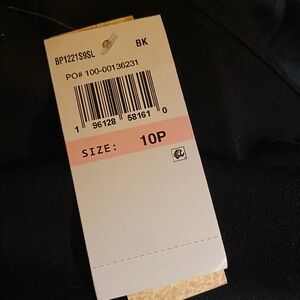 BP1221S9SL BK
PO# 100-00136231
1 96128 58161 0
SIZE: 10P